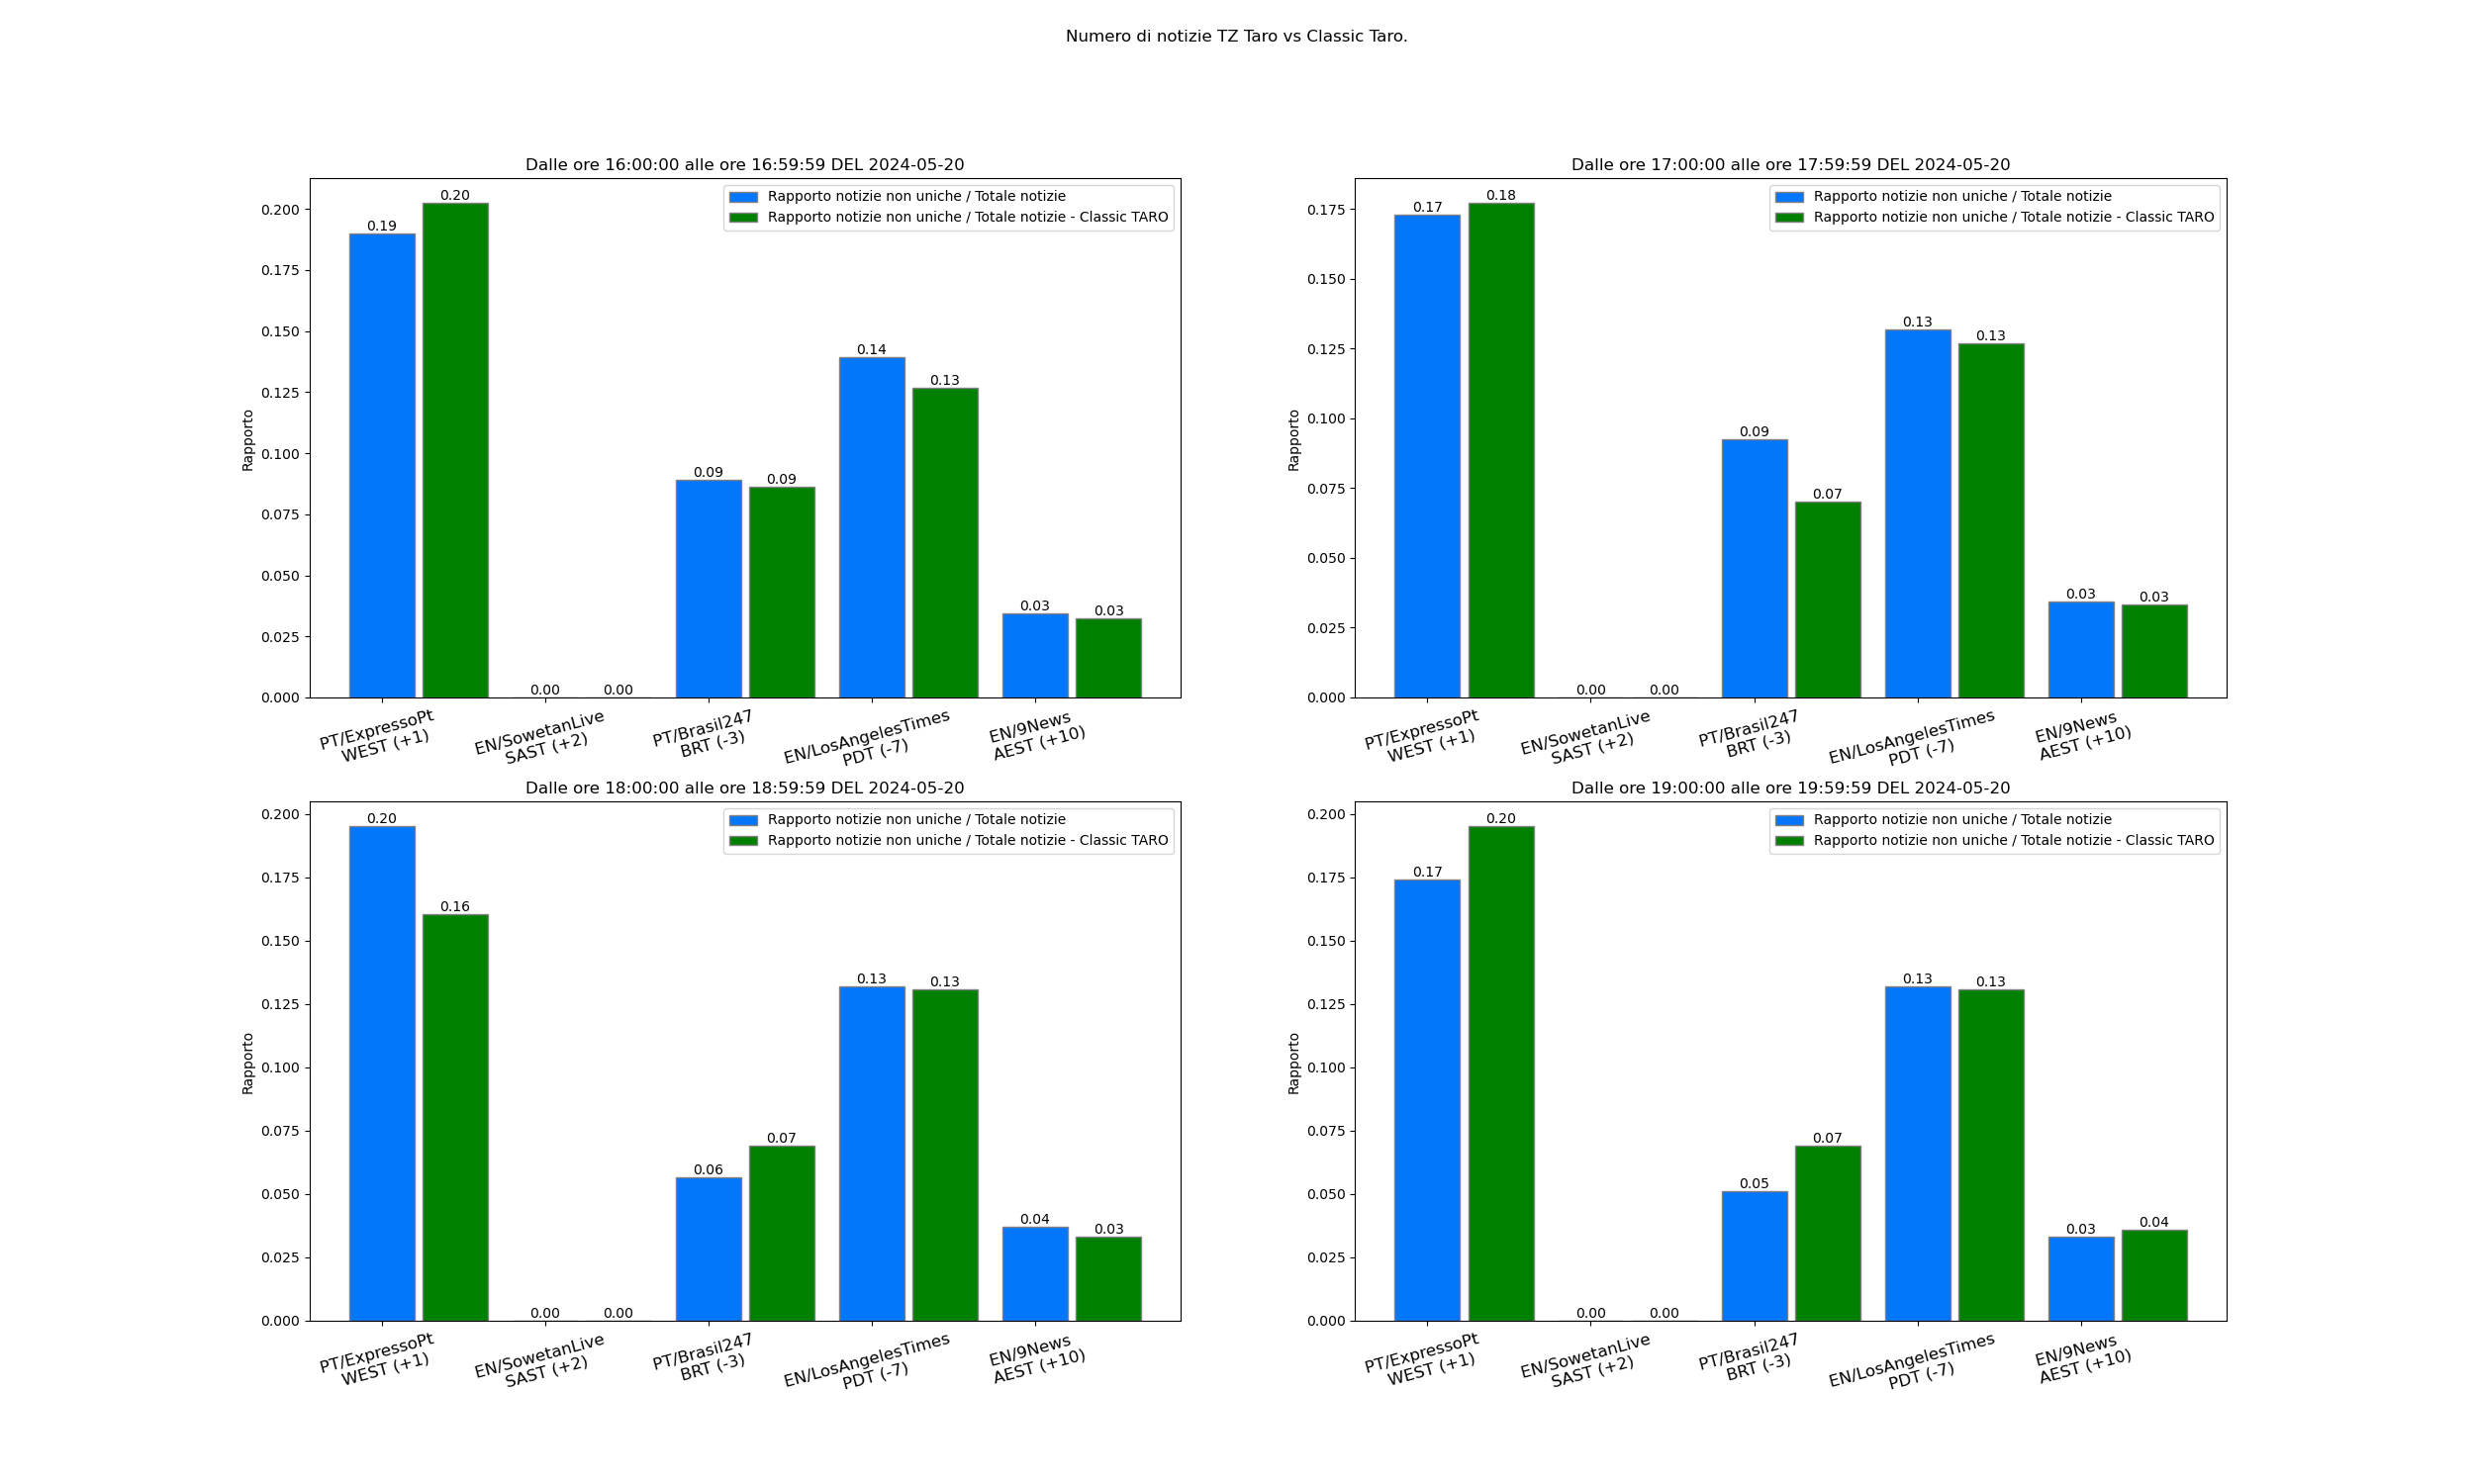 Numero di notizie TZ Taro vs Classic Taro.
Dalle ore 16:00:00 alle ore 16:59:59 DEL 2024-05-20
Rapporto notizie non uniche / Totale notizie
Rapporto notizie non uniche / Totale notizie - Classic TARO
Rapporto
0.200
0.175
0.150
0.125
0.100
0.075
0.050
0.025
0.000
0.19
0.20
0.00
0.00
0.09
0.09
0.14
0.13
0.03
0.03
PT/ExpressoPt
WEST (+1)
EN/SowetanLive
SAST (+2)
PT/Brasil247
BRT (-3)
EN/LosAngelesTimes
PDT (-7)
EN/9News
AEST (+10)
Dalle ore 17:00:00 alle ore 17:59:59 DEL 2024-05-20
Rapporto notizie non uniche / Totale notizie
Rapporto notizie non uniche / Totale notizie - Classic TARO
Rapporto
0.175
0.150
0.125
0.100
0.075
0.050
0.025
0.000
0.17
0.18
0.00
0.00
0.09
0.07
0.13
0.13
0.03
0.03
PT/ExpressoPt
WEST (+1)
EN/SowetanLive
SAST (+2)
PT/Brasil247
BRT (-3)
EN/LosAngelesTimes
PDT (-7)
EN/9News
AEST (+10)
Dalle ore 18:00:00 alle ore 18:59:59 DEL 2024-05-20
Rapporto notizie non uniche / Totale notizie
Rapporto notizie non uniche / Totale notizie - Classic TARO
Rapporto
0.200
0.175
0.150
0.125
0.100
0.075
0.050
0.025
0.000
0.20
0.16
0.00
0.00
0.06
0.07
0.13
0.13
0.04
0.03
PT/ExpressoPt
WEST (+1)
EN/SowetanLive
SAST (+2)
PT/Brasil247
BRT (-3)
EN/LosAngelesTimes
PDT (-7)
EN/9News
AEST (+10)
Dalle ore 19:00:00 alle ore 19:59:59 DEL 2024-05-20
Rapporto notizie non uniche / Totale notizie
Rapporto notizie non uniche / Totale notizie - Classic TARO
Rapporto
0.200
0.175
0.150
0.125
0.100
0.075
0.050
0.025
0.000
0.17
0.20
0.00
0.00
0.05
0.07
0.13
0.13
0.03
0.04
PT/ExpressoPt
WEST (+1)
EN/SowetanLive
SAST (+2)
PT/Brasil247
BRT (-3)
EN/LosAngelesTimes
PDT (-7)
EN/9News
AEST (+10)